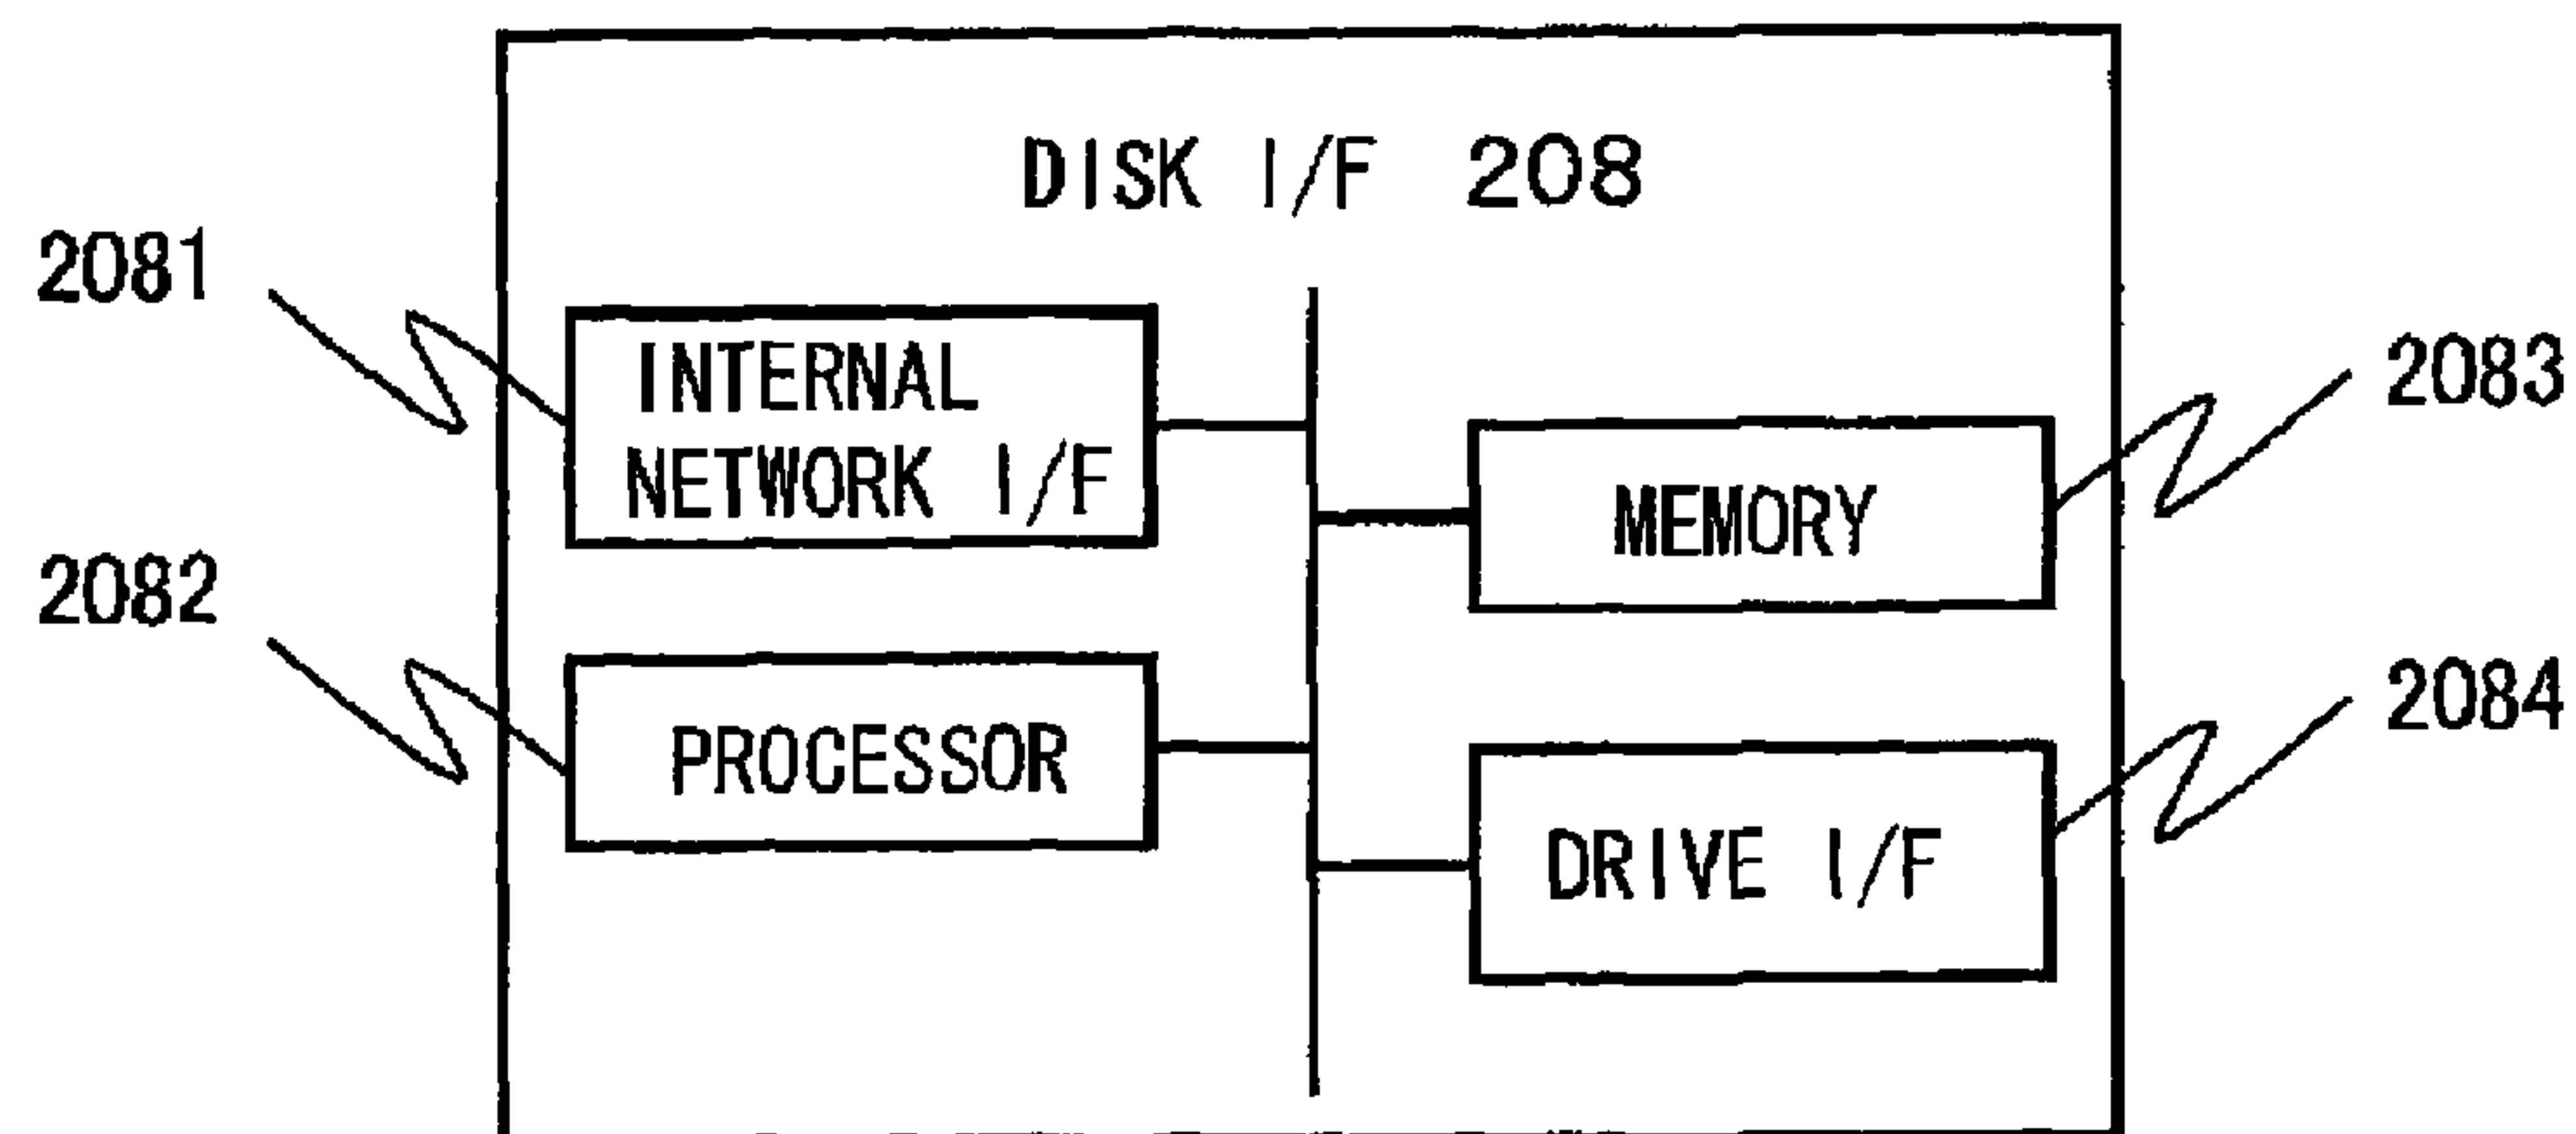 DISK I/F 208
2081
INTERNAL
NETWORK I/F
2083
MEMORY
2082
PROCESSOR
2084
DRIVE I/F